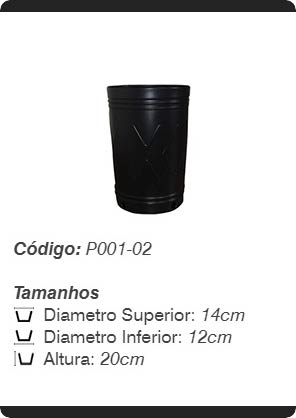 Código: P001-02
Tamanhos
Diametro Superior: 14cm
Diametro Inferior: 12cm
Altura: 20cm